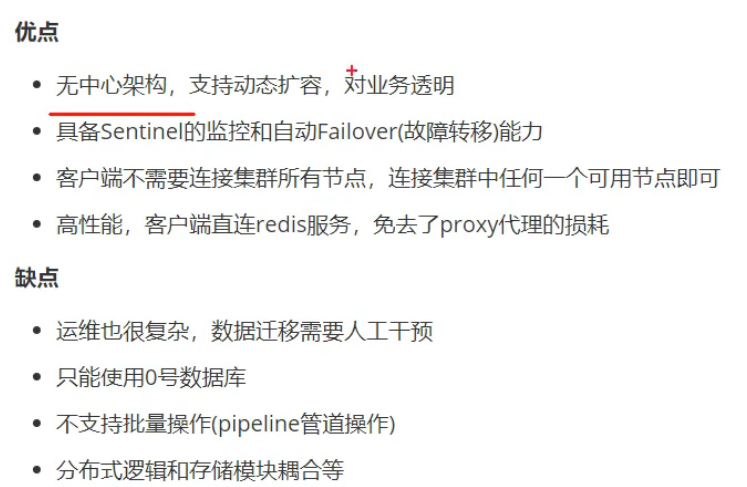 优点
无中心架构，支持动态扩容，对业务透明
具备Sentinel的监控和自动Failover(故障转移)能力
客户端不需要连接集群所有节点，连接集群中任何一个可用节点即可
高性能，客户端直连redis服务，免去了proxy代理的损耗
缺点
运维也很复杂，数据迁移需要人工干预
只能使用0号数据库
不支持批量操作(pipeline管道操作)
分布式逻辑和存储模块耦合等